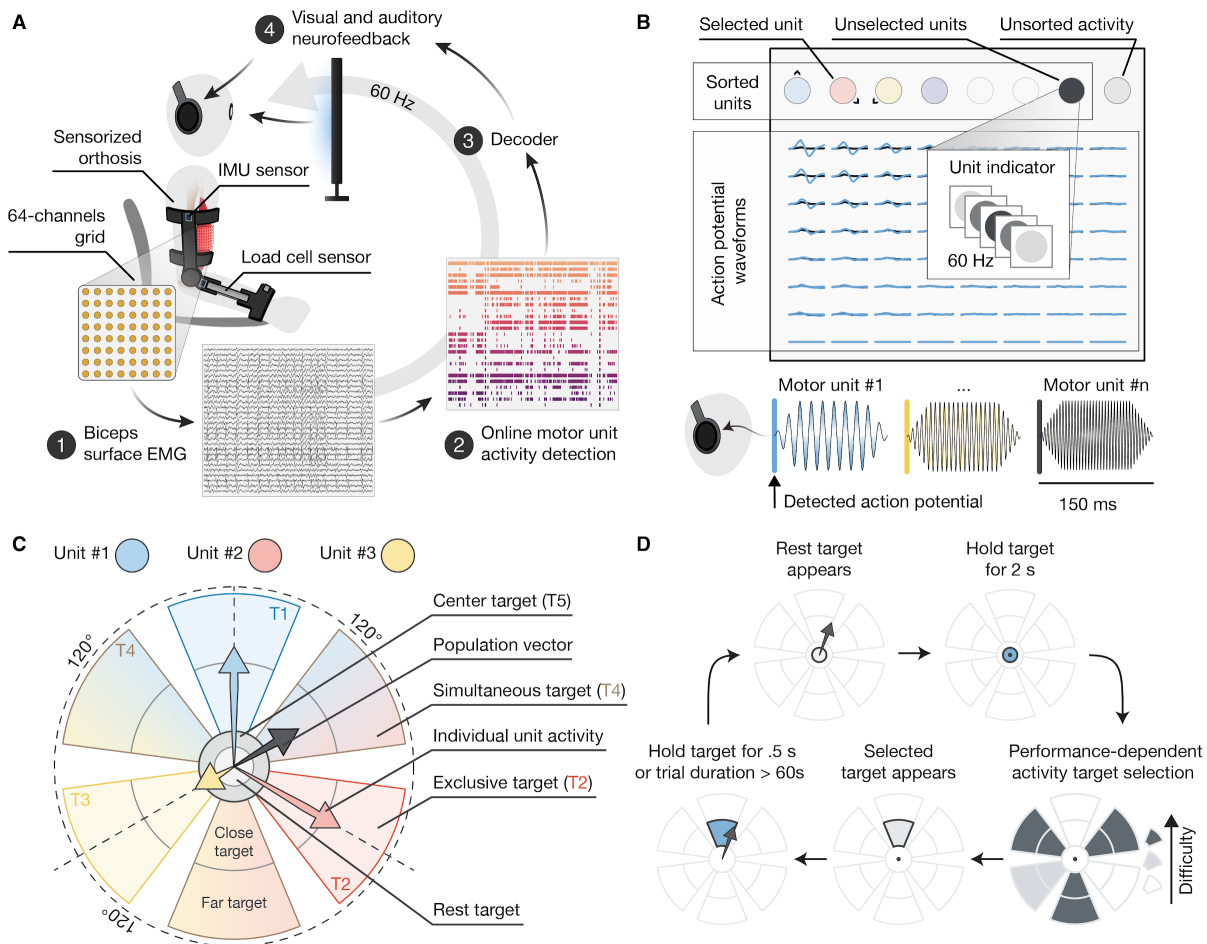 A
4
Visual and auditory
neurofeedback
60 Hz
3
Decoder
Sensorized
orthosis
IMU sensor
64-channels
grid
Load cell sensor
1
Biceps
surface EMG
2
Online motor unit
activity detection
B
Selected unit
Unselected units
Unsorted activity
Sorted
units
Action potential
waveforms
Unit indicator
60 Hz
Motor unit #1
...
Motor unit #n
Detected action potential
150 ms
C
Unit #1
Unit #2
Unit #3
T1
T4
120°
120°
120°
T3
T2
Close
target
Far target
Center target (T5)
Population vector
Simultaneous target (T4)
Individual unit activity
Exclusive target (T2)
Rest target
D
Rest target
appears
Hold target
for 2 s
Hold target for .5 s
or trial duration > 60s
Selected
target appears
Performance-dependent
activity target selection
Difficulty